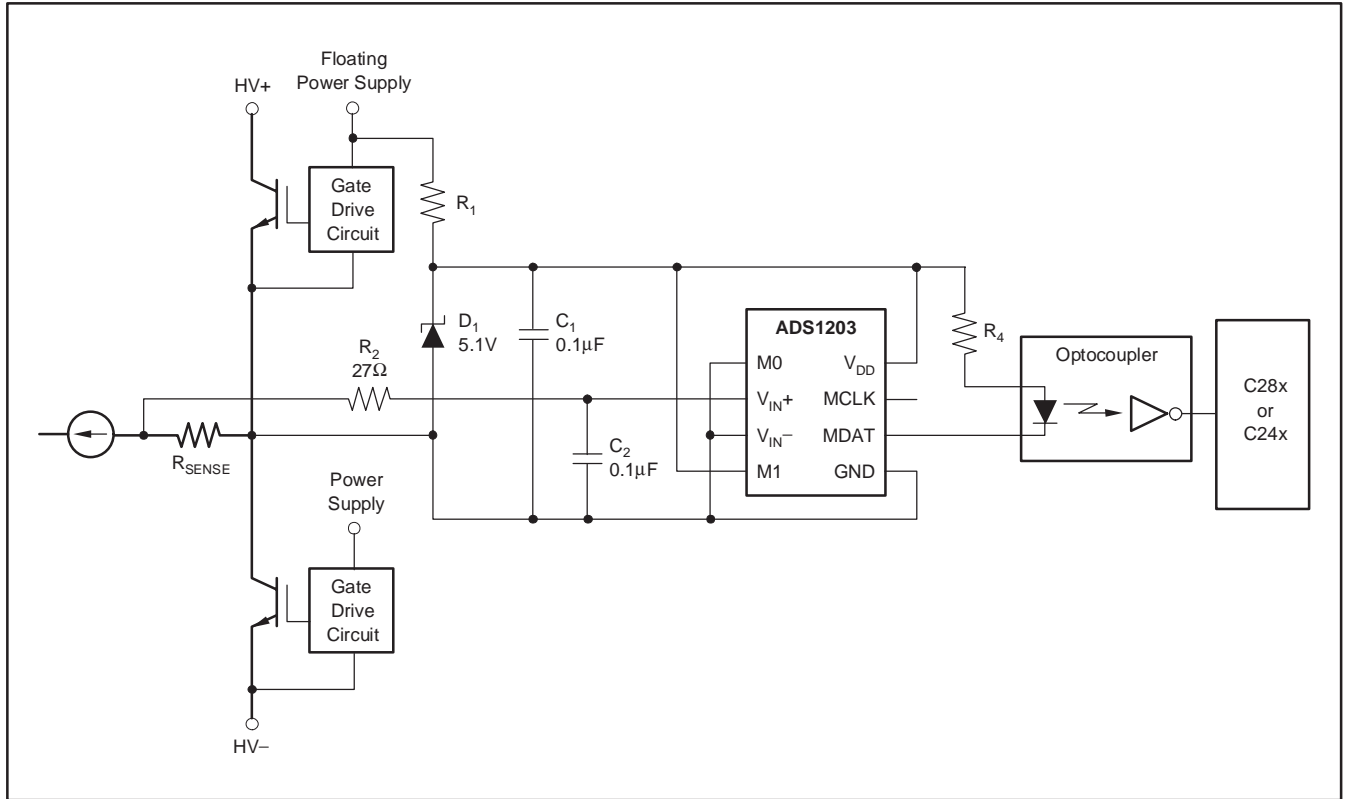 Floating
Power Supply
HV+
Gate
Drive
Circuit
R1
D1
5.1V
C1
0.1µF
R2
27Ω
RSENSE
C2
0.1µF
Power
Supply
Gate
Drive
Circuit
HV−
ADS1203
M0
VIN+
VIN−
M1
VDD
MCLK
MDAT
GND
R4
Optocoupler
C28x
or
C24x